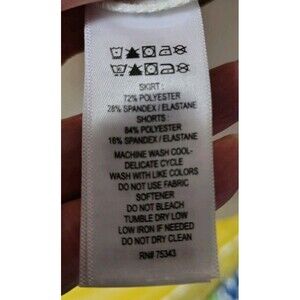 SKIRT:
72% POLYESTER
28% SPANDEX / ELASTANE
SHORTS:
84% POLYESTER
16% SPANDEX / ELASTANE
MACHINE WASH COOL-
DELICATE CYCLE
WASH WITH LIKE COLORS
DO NOT USE FABRIC
SOFTENER
DO NOT BLEACH
TUMBLE DRY LOW
LOW IRON IF NEEDED
DO NOT DRY CLEAN
RN# 75343